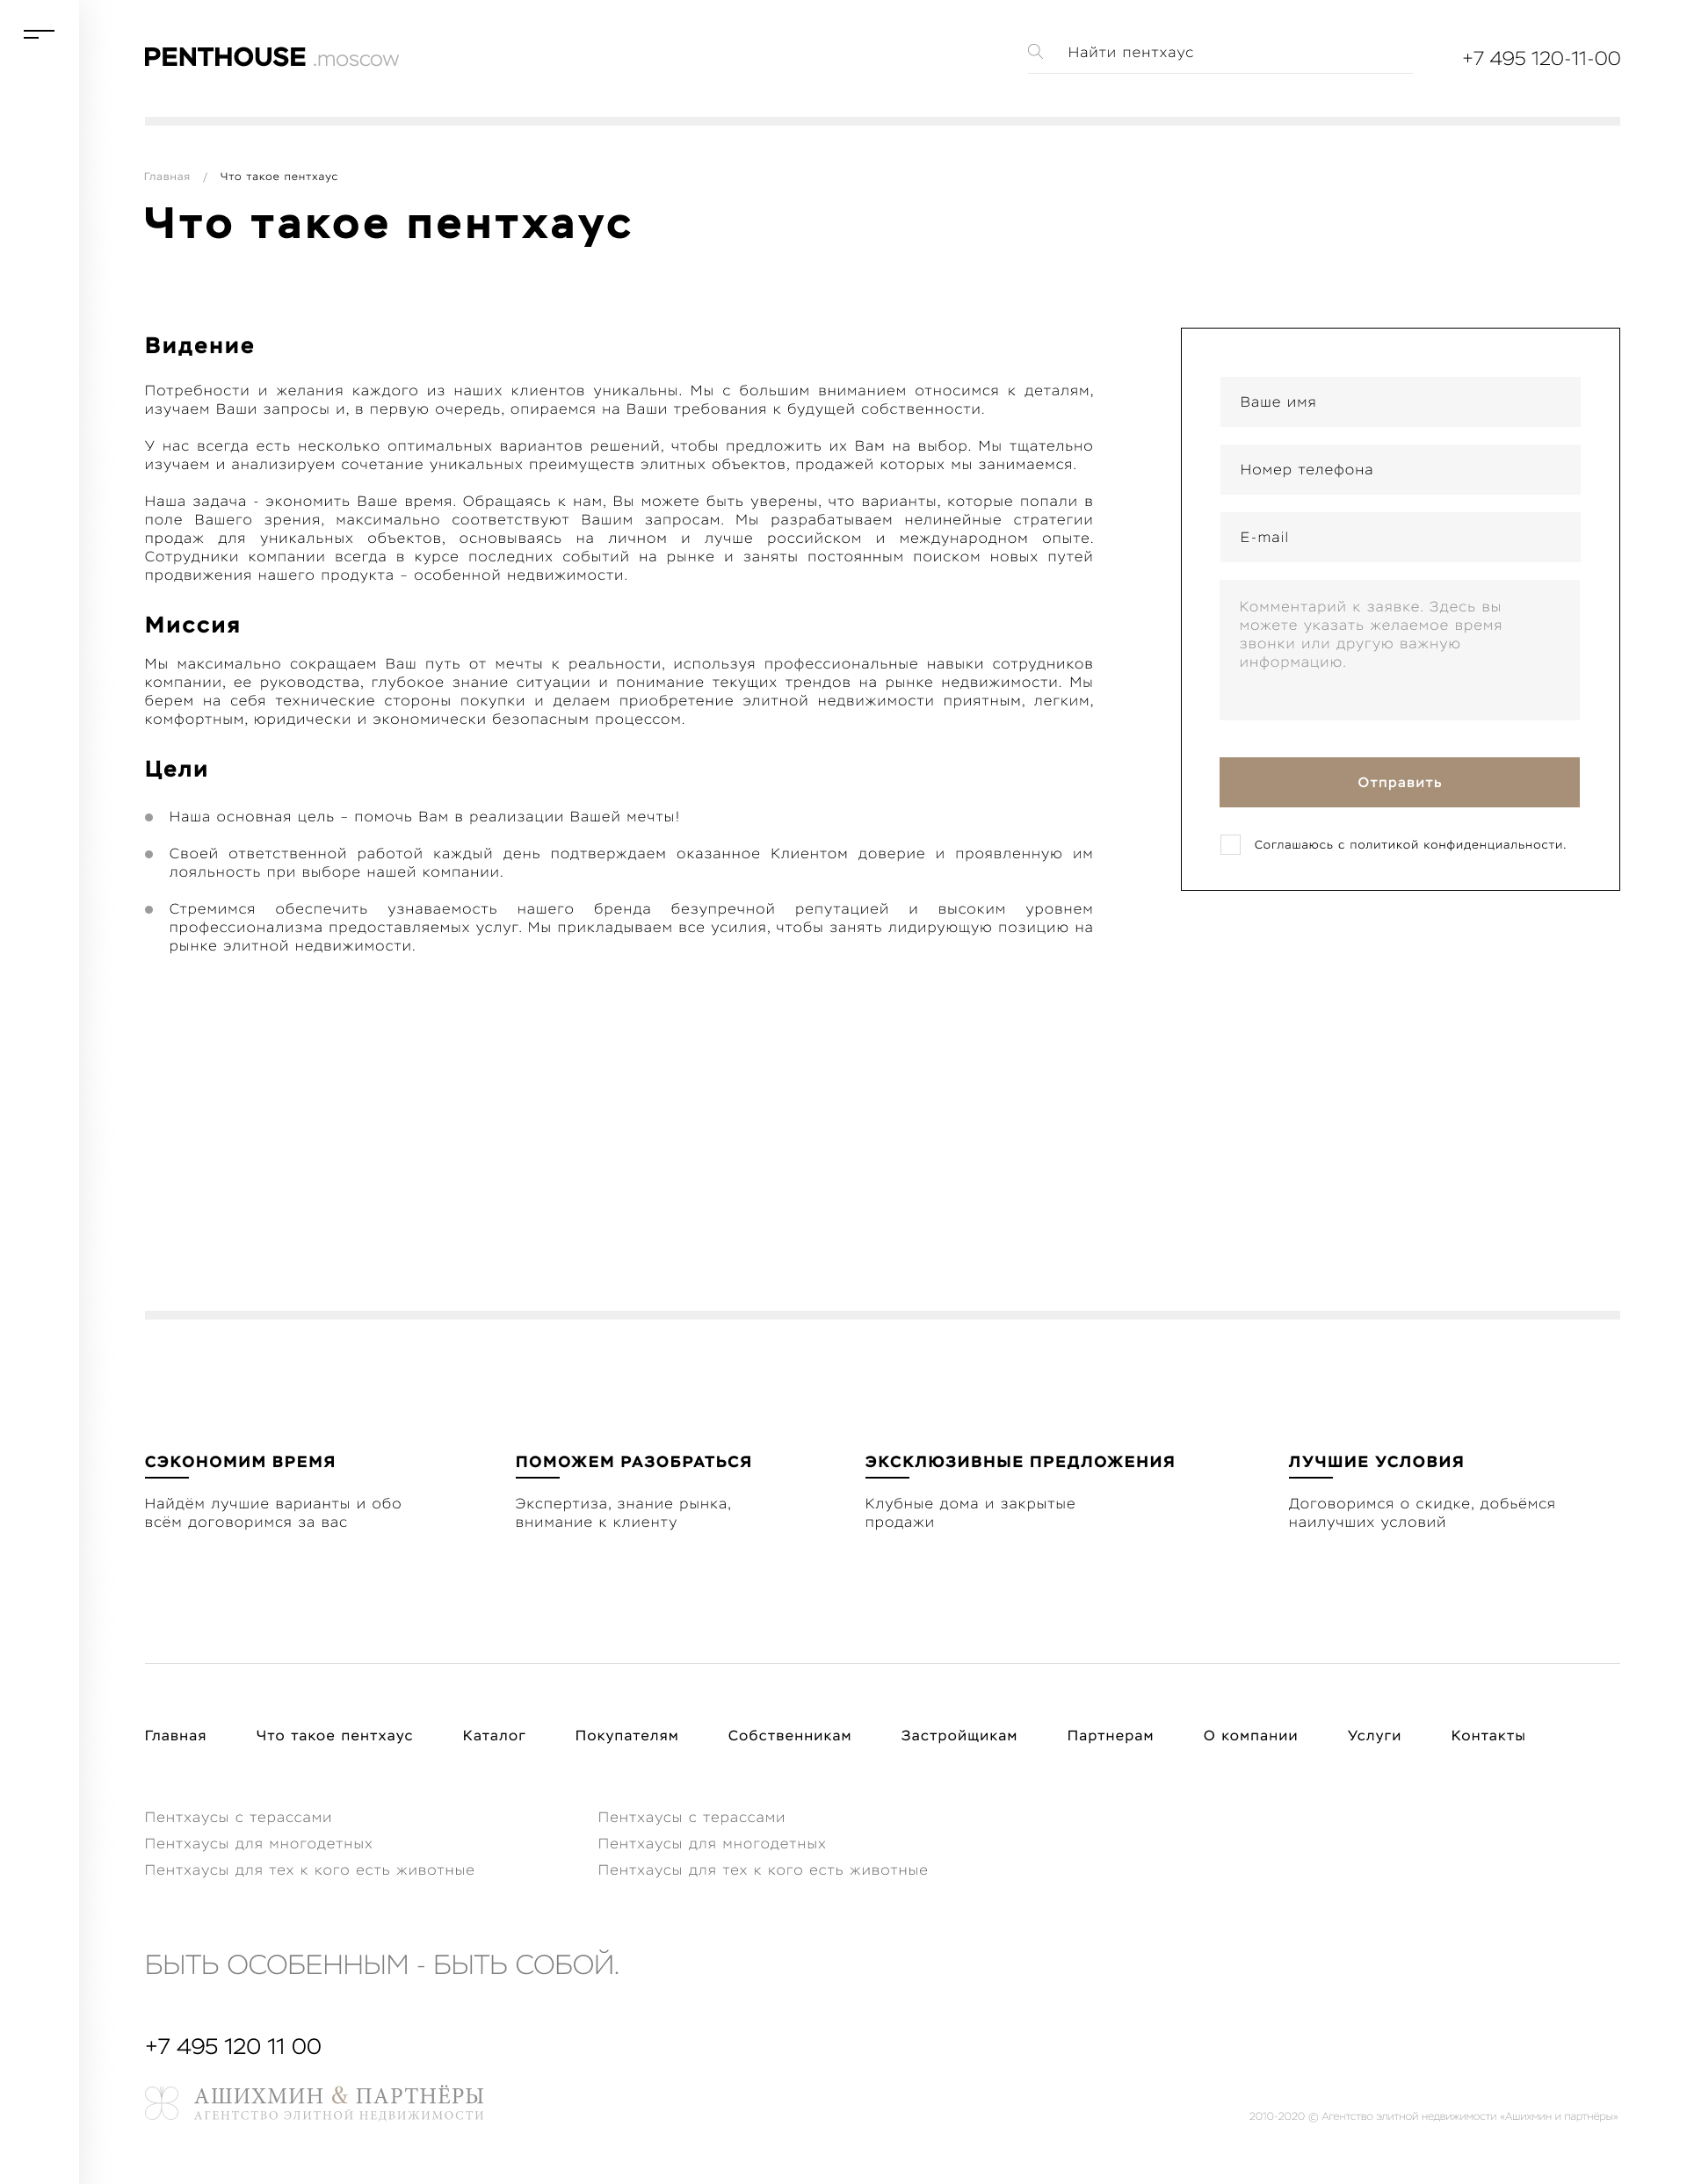 PENTHOUSE .moscow
Найти пентхаус
+7 495 120-11-00
Главная / Что такое пентхаус
Что такое пентхаус
Видение
Потребности и желания каждого из наших клиентов уникальны. Мы с большим вниманием относимся к деталям,
изучаем Ваши запросы и, в первую очередь, опираемся на Ваши требования к будущей собственности.
У нас всегда есть несколько оптимальных вариантов решений, чтобы предложить их Вам на выбор. Мы тщательно
изучаем и анализируем сочетание уникальных преимуществ элитных объектов, продажей которых мы занимаемся.
Наша задача - экономить Ваше время. Обращаясь к нам, Вы можете быть уверены, что варианты, которые попали в
поле Вашего зрения, максимально соответствуют Вашим запросам. Мы разрабатываем нелинейные стратегии
продаж для уникальных объектов, основываясь на личном и лучше российском и международном опыте.
Сотрудники компании всегда в курсе последних событий на рынке и заняты постоянным поиском новых путей
продвижения нашего продукта – особенной недвижимости.
Миссия
Мы максимально сокращаем Ваш путь от мечты к реальности, используя профессиональные навыки сотрудников
компании, ее руководства, глубокое знание ситуации и понимание текущих трендов на рынке недвижимости. Мы
берем на себя технические стороны покупки и делаем приобретение элитной недвижимости приятным, легким,
комфортным, юридически и экономически безопасным процессом.
Цели
Наша основная цель – помочь Вам в реализации Вашей мечты!
Своей ответственной работой каждый день подтверждаем оказанное Клиентом доверие и проявленную им
лояльность при выборе нашей компании.
Стремимся обеспечить узнаваемость нашего бренда безупречной репутацией и высоким уровнем
профессионализма предоставляемых услуг. Мы прикладываем все усилия, чтобы занять лидирующую позицию на
рынке элитной недвижимости.
Ваше имя
Номер телефона
E-mail
Комментарий к заявке. Здесь вы
можете указать желаемое время
звонки или другую важную
информацию.
Отправить
Соглашаюсь с политикой конфиденциальности.
СЭКОНОМИМ ВРЕМЯ
Найдём лучшие варианты и обо
всём договоримся за вас
ПОМОЖЕМ РАЗОБРАТЬСЯ
Экспертиза, знание рынка,
внимание к клиенту
ЭКСКЛЮЗИВНЫЕ ПРЕДЛОЖЕНИЯ
Клубные дома и закрытые
продажи
ЛУЧШИЕ УСЛОВИЯ
Договоримся о скидке, добьёмся
наилучших условий
Главная Что такое пентхаус Каталог Покупателям Собственникам Застройщикам Партнерам О компании Услуги Контакты
Пентхаусы с терассами
Пентхаусы для многодетных
Пентхаусы для тех к кого есть животные
Пентхаусы с терассами
Пентхаусы для многодетных
Пентхаусы для тех к кого есть животные
БЫТЬ ОСОБЕННЫМ - БЫТЬ СОБОЙ.
+7 495 120 11 00
АШИХМИН & ПАРТНЁРЫ
АГЕНТСТВО ЭЛИТНОЙ НЕДВИЖИМОСТИ
2010-2020 © Агентство элитной недвижимости «Ашихмин и партнёры»